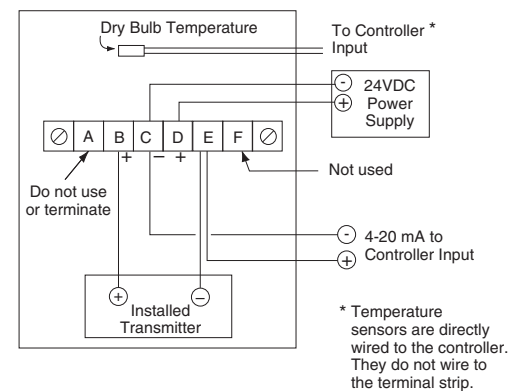 Dry Bulb Temperature
To Controller *
Input
- 24VDC
+ Power
Supply
A B C D E F
+ – +
Do not use
or terminate
Not used
- 4-20 mA to
+ Controller Input
+ –
Installed
Transmitter
* Temperature
sensors are directly
wired to the controller.
They do not wire to
the terminal strip.